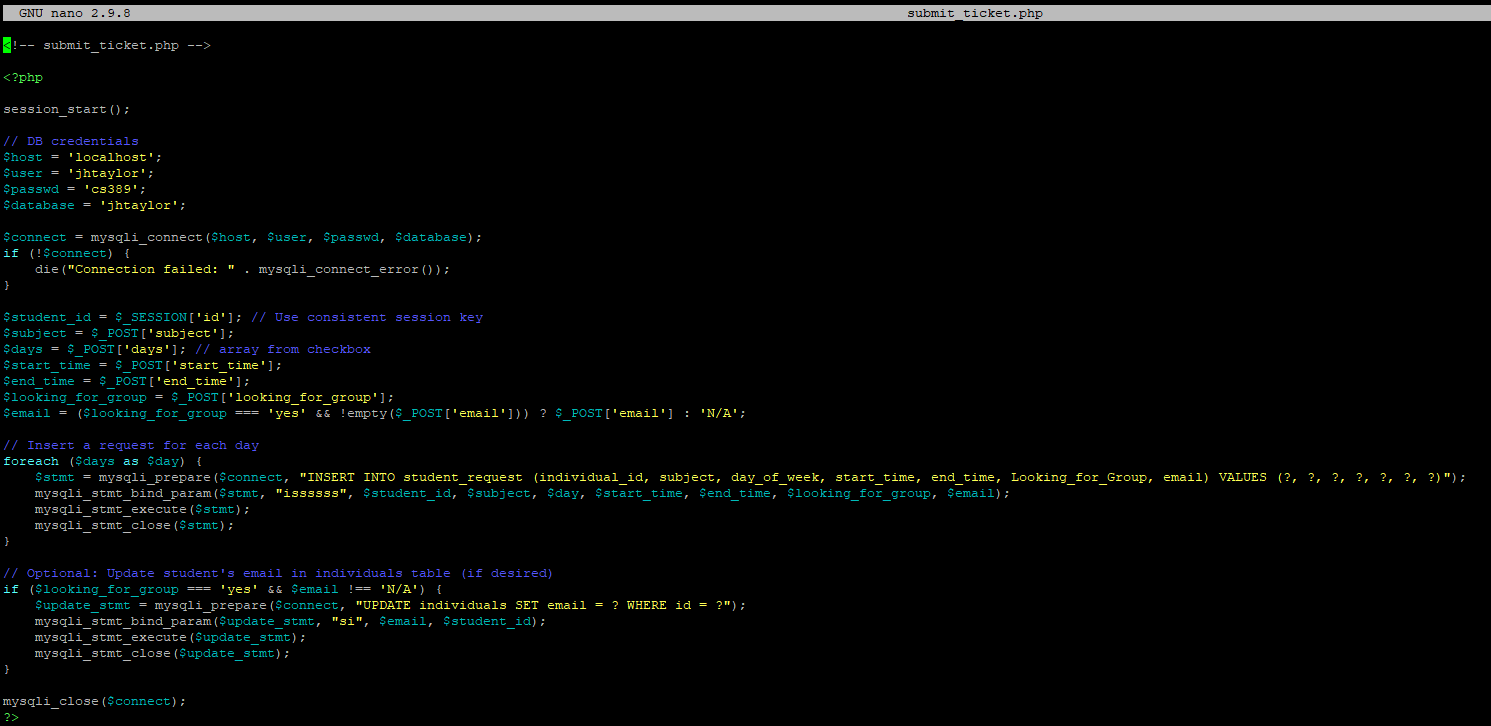 GNU nano 2.9.8 submit_ticket.php
<!-- submit_ticket.php -->
<?php
session_start();
// DB credentials
$host = 'localhost';
$user = 'jhtaylor';
$passwd = 'cs389';
$database = 'jhtaylor';
$connect = mysqli_connect($host, $user, $passwd, $database);
if (!$connect) {
    die("Connection failed: " . mysqli_connect_error());
}
$student_id = $_SESSION['id']; // Use consistent session key
$subject = $_POST['subject'];
$days = $_POST['days']; // array from checkbox
$start_time = $_POST['start_time'];
$end_time = $_POST['end_time'];
$looking_for_group = $_POST['looking_for_group'];
$email = ($looking_for_group === 'yes' && !empty($_POST['email'])) ? $_POST['email'] : 'N/A';
// Insert a request for each day
foreach ($days as $day) {
    $stmt = mysqli_prepare($connect, "INSERT INTO student_request (individual_id, subject, day_of_week, start_time, end_time, Looking_for_Group, email) VALUES (?, ?, ?, ?, ?, ?, ?)");
    mysqli_stmt_bind_param($stmt, "issssss", $student_id, $subject, $day, $start_time, $end_time, $looking_for_group, $email);
    mysqli_stmt_execute($stmt);
    mysqli_stmt_close($stmt);
}
// Optional: Update student's email in individuals table (if desired)
if ($looking_for_group === 'yes' && $email !== 'N/A') {
    $update_stmt = mysqli_prepare($connect, "UPDATE individuals SET email = ? WHERE id = ?");
    mysqli_stmt_bind_param($update_stmt, "si", $email, $student_id);
    mysqli_stmt_execute($update_stmt);
    mysqli_stmt_close($update_stmt);
}
mysqli_close($connect);
?>